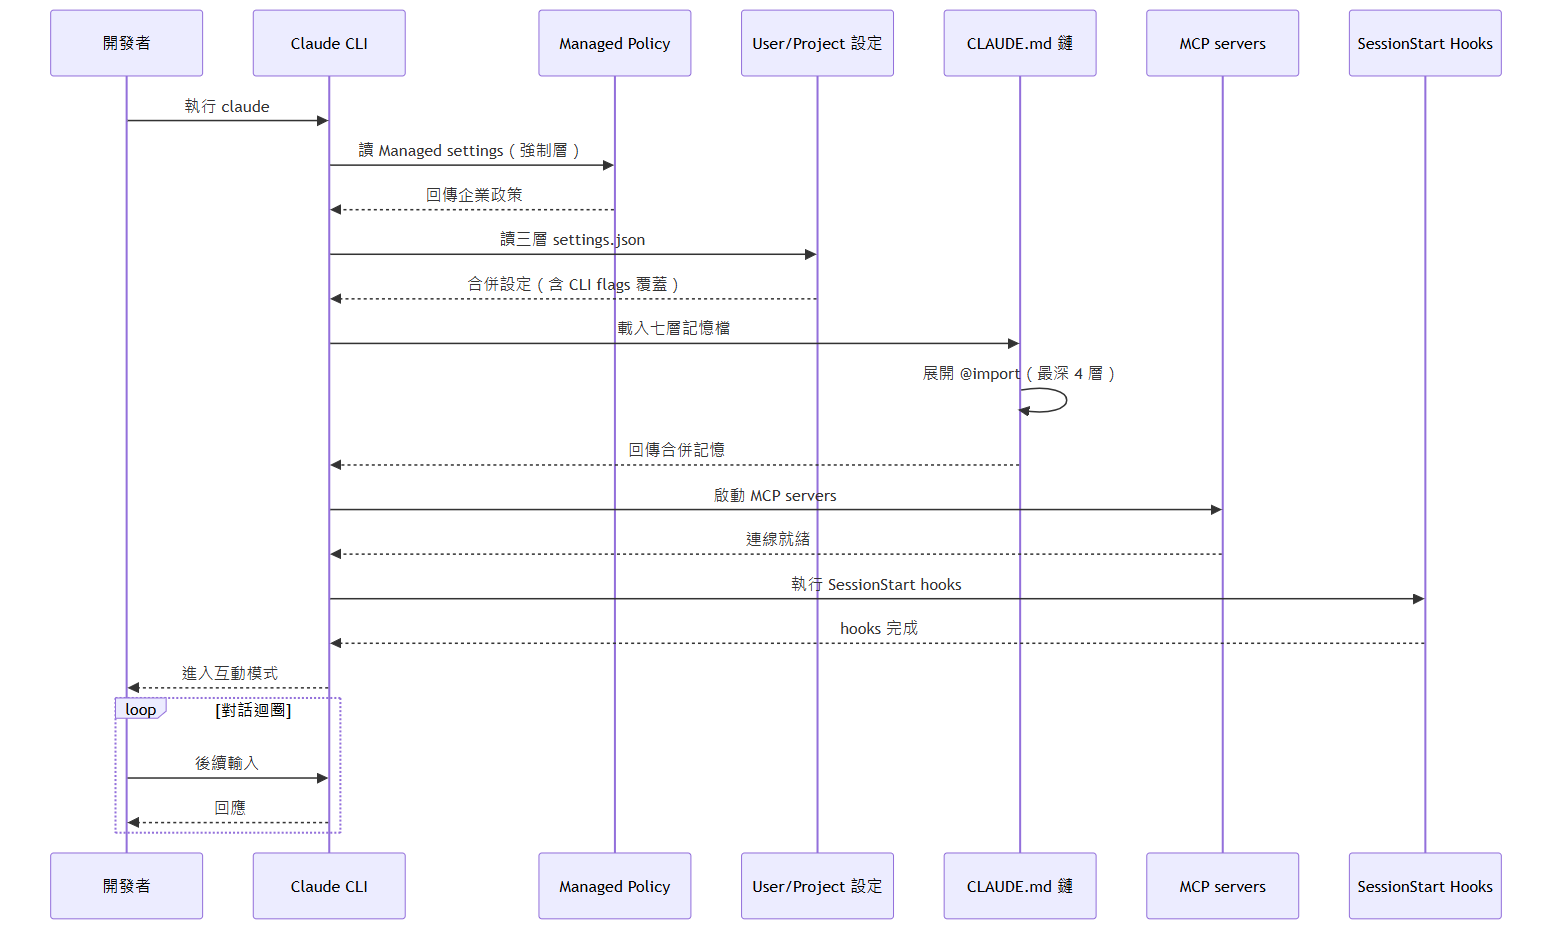 開發者
Claude CLI
Managed Policy
User/Project 設定
CLAUDE.md 鏈
MCP servers
SessionStart Hooks
執行 claude
讀 Managed settings ( 強制層 )
回傳企業政策
讀三層 settings.json
合併設定 ( 含 CLI flags 覆蓋 )
載入七層記憶檔
展開 @import ( 最深 4 層 )
回傳合併記憶
啟動 MCP servers
連線就緒
執行 SessionStart hooks
hooks 完成
進入互動模式
loop
[對話迴圈]
後續輸入
回應
開發者
Claude CLI
Managed Policy
User/Project 設定
CLAUDE.md 鏈
MCP servers
SessionStart Hooks